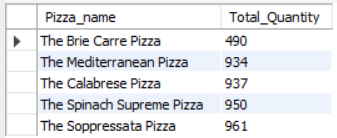 Pizza_name Total_Quantity
The Brie Carre Pizza 490
The Mediterranean Pizza 934
The Calabrese Pizza 937
The Spinach Supreme Pizza 950
The Soppressata Pizza 961